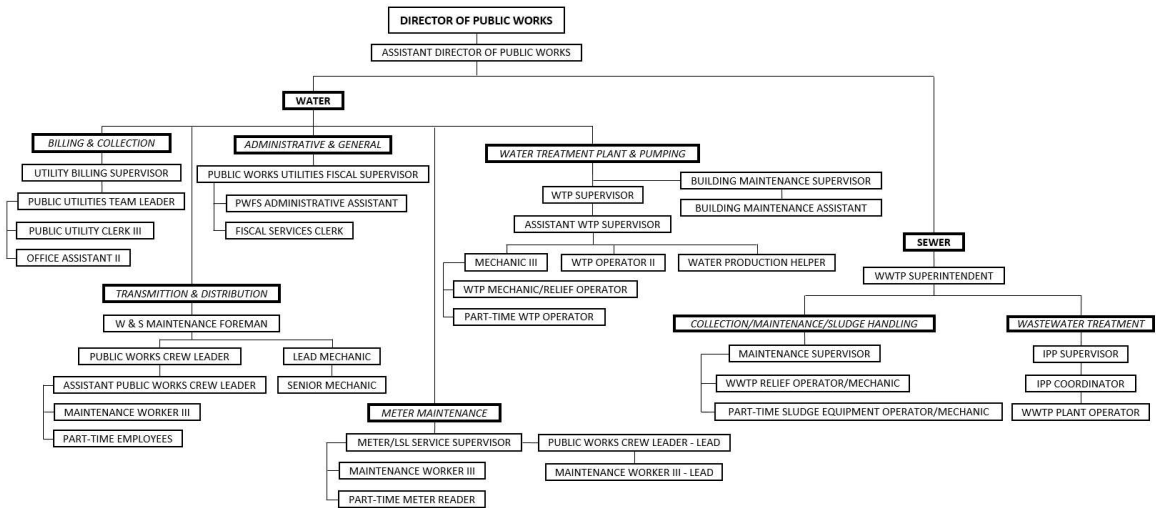 DIRECTOR OF PUBLIC WORKS
ASSISTANT DIRECTOR OF PUBLIC WORKS
WATER
BILLING & COLLECTION
UTILITY BILLING SUPERVISOR
PUBLIC UTILITIES TEAM LEADER
PUBLIC UTILITY CLERK III
OFFICE ASSISTANT II
TRANSMITTION & DISTRIBUTION
W & S MAINTENANCE FOREMAN
PUBLIC WORKS CREW LEADER
ASSISTANT PUBLIC WORKS CREW LEADER
MAINTENANCE WORKER III
PART-TIME EMPLOYEES
LEAD MECHANIC
SENIOR MECHANIC
ADMINISTRATIVE & GENERAL
PUBLIC WORKS UTILITIES FISCAL SUPERVISOR
PWFS ADMINISTRATIVE ASSISTANT
FISCAL SERVICES CLERK
METER MAINTENANCE
METER/LSL SERVICE SUPERVISOR
MAINTENANCE WORKER III
PART-TIME METER READER
PUBLIC WORKS CREW LEADER - LEAD
MAINTENANCE WORKER III - LEAD
WATER TREATMENT PLANT & PUMPING
WTP SUPERVISOR
BUILDING MAINTENANCE SUPERVISOR
BUILDING MAINTENANCE ASSISTANT
ASSISTANT WTP SUPERVISOR
MECHANIC III
WTP OPERATOR II
WATER PRODUCTION HELPER
WTP MECHANIC/RELIEF OPERATOR
PART-TIME WTP OPERATOR
SEWER
WWTP SUPERINTENDENT
COLLECTION/MAINTENANCE/SLUDGE HANDLING
MAINTENANCE SUPERVISOR
WWTP RELIEF OPERATOR/MECHANIC
PART-TIME SLUDGE EQUIPMENT OPERATOR/MECHANIC
WASTEWATER TREATMENT
IPP SUPERVISOR
IPP COORDINATOR
WWTP PLANT OPERATOR